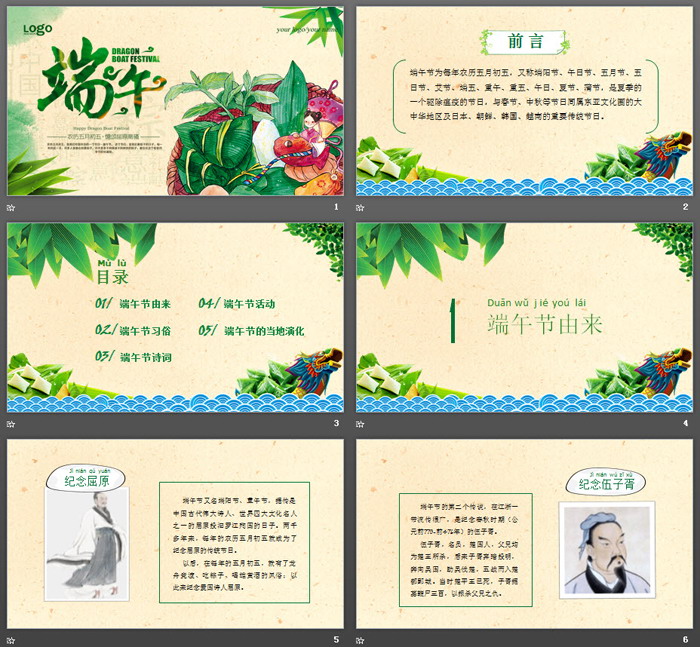 LOGO
your logo/your name
中国
端午
DRAGON
BOAT FESTIVAL
Happy Dragon Boat Festival
1
前言
端午节为每年农历五月初五,又称端阳节、午日节、五月节、五
日节、艾节、端五、重午、重五、午日、夏节、蒲节,是夏季的
一个驱除瘟疫的节日,与春节、中秋等节日同属东亚文化圈的大
中华地区及日本、朝鲜、韩国、越南的重要传统节日。
2
Mù lù
目录
01/ 端午节由来
04/ 端午节活动
02/ 端午节习俗
05/ 端午节的当地演化
03/ 端午节诗词
3
1
Duān wǔ jié yóu lái
端午节由来
4
Jì niàn qū yuán
纪念屈原
端午节又名端阳节、重午节,据传是
中国古代伟大诗人、世界四大文化名人
之一的屈原投汨罗江殉国的日子。两千
多年来,每年的农历五月初五就成为了
纪念屈原的传统节日。
以后,在每年的五月初五,就有了龙
舟竞渡、吃粽子、喝雄黄酒的风俗;以
此来纪念爱国诗人屈原。
5
Jì niàn wǔ zǐ xū
纪念伍子胥
端午节的第二个传说,在江浙一
带流传很广,是纪念春秋时期(公
元前770--前476年)的伍子胥。
伍子胥,名员,楚国人,父兄均
为楚王所杀,后来子胥奔向投明,
奔向吴国,助吴伐楚,五战而入楚
都郢城。当时楚平王已死,子胥掘
墓鞭尸三百,以报杀父兄之仇。
6